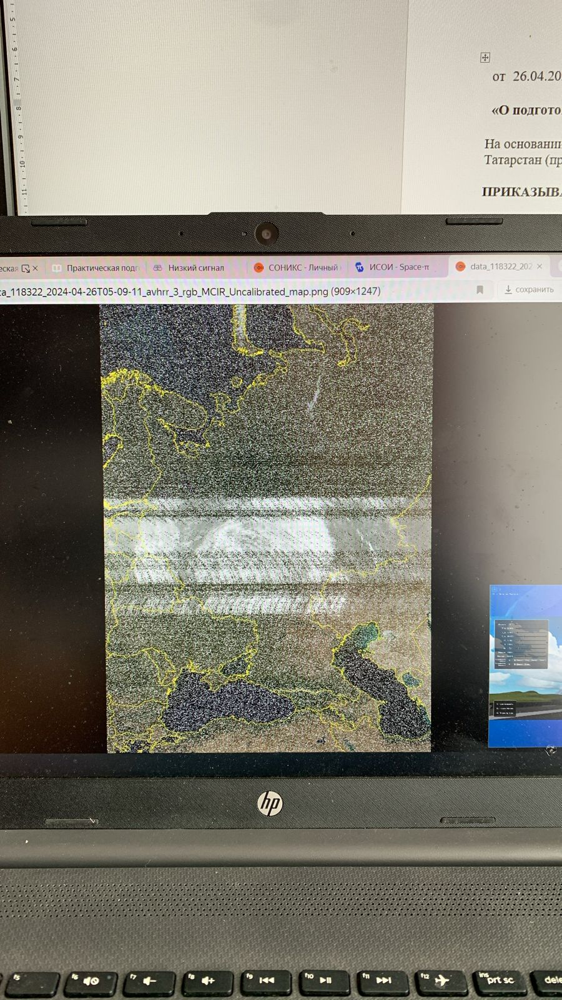 от 26.04.20
«О подгото
На основании
Татарстан (пр
ПРИКАЗЫВА
еская
Практическая подг
Низкий сигнал
СОНИКС - Личный
ИСОИ - Space-π
data_118322_202
ta_118322_2024-04-26T05-09-11_avhrr_3_rgb_MCIR_Uncalibrated_map.png (909×1247)
сохранить
hp
f5
f6
f7
f8
f9
f10
f11
f12
ins
prt sc
dele